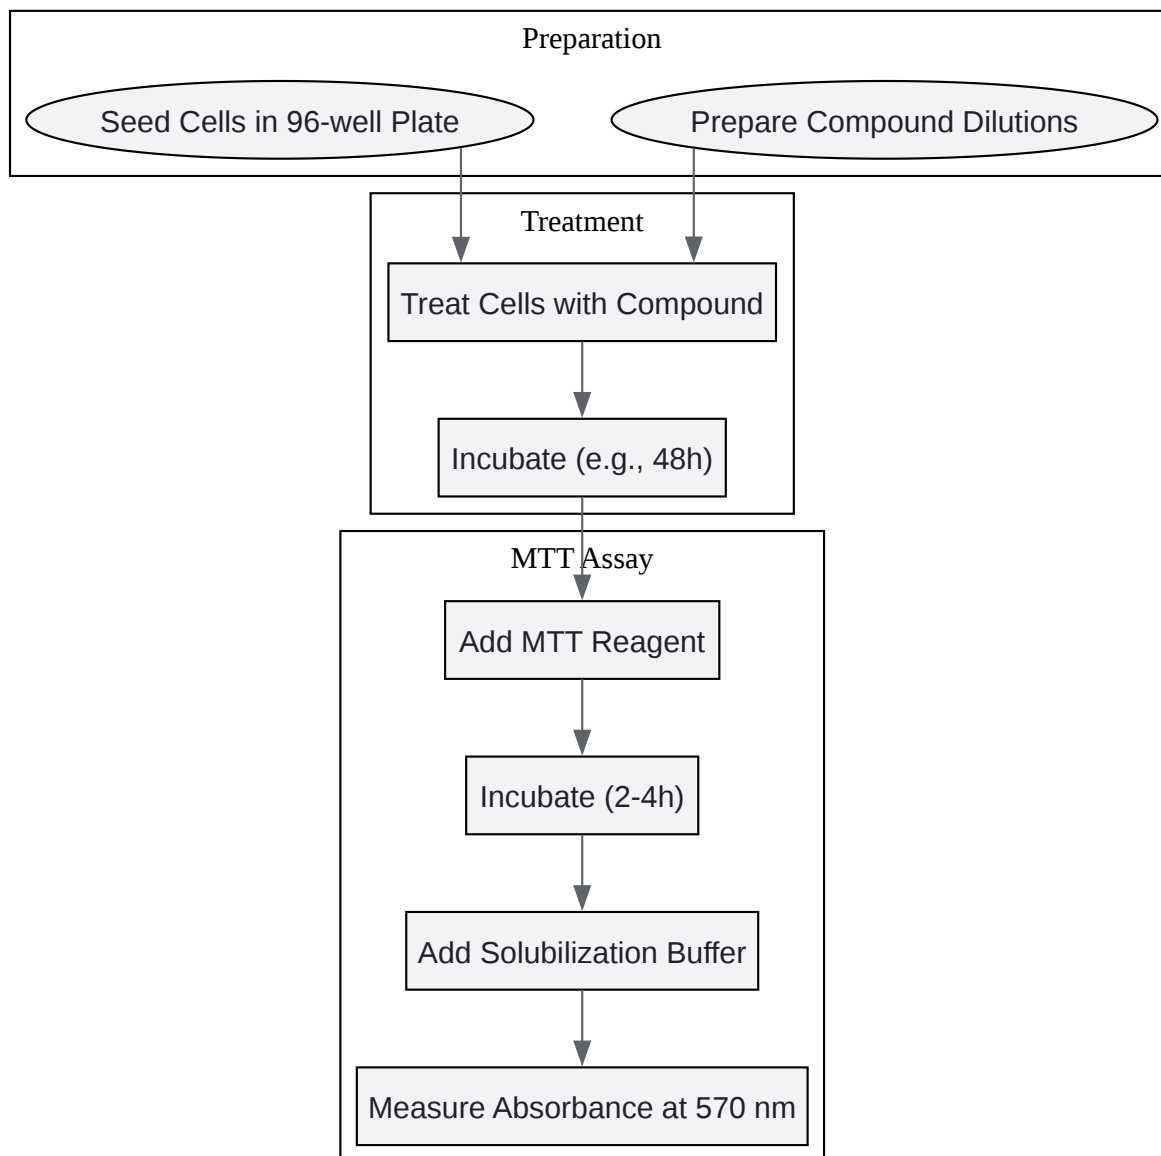 Preparation
Seed Cells in 96-well Plate
Prepare Compound Dilutions
Treatment
Treat Cells with Compound
Incubate (e.g., 48h)
MTT Assay
Add MTT Reagent
Incubate (2-4h)
Add Solubilization Buffer
Measure Absorbance at 570 nm